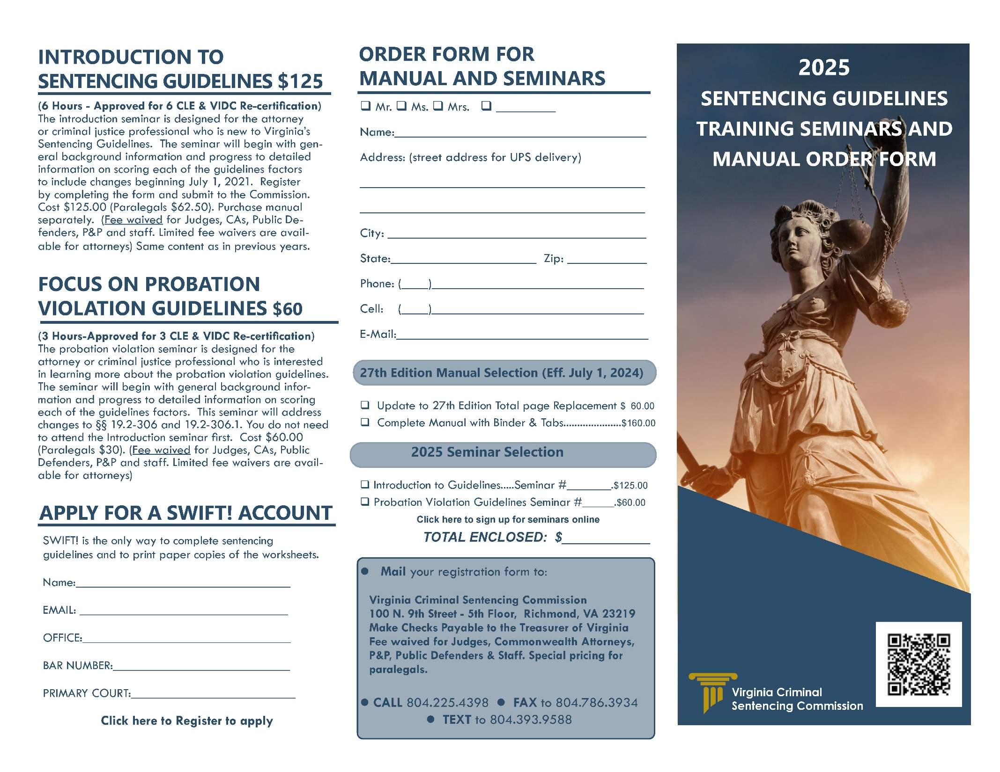 INTRODUCTION TO
SENTENCING GUIDELINES $125
(6 Hours - Approved for 6 CLE & VIDC Re-certification)
The introduction seminar is designed for the attorney
or criminal justice professional who is new to Virginia’s
Sentencing Guidelines.  The seminar will begin with gen-
eral background information and progress to detailed
information on scoring each of the guidelines factors
to include changes beginning July 1, 2021.  Register
by completing the form and submit to the Commission.
Cost $125.00 (Paralegals $62.50). Purchase manual
separately.  (Fee waived for Judges, CAs, Public De-
fenders, P&P and staff. Limited fee waivers are avail-
able for attorneys) Same content as in previous years.
FOCUS ON PROBATION
VIOLATION GUIDELINES $60
(3 Hours-Approved for 3 CLE & VIDC Re-certification)
The probation violation seminar is designed for the
attorney or criminal justice professional who is interested
in learning more about the probation violation guidelines.
The seminar will begin with general background infor-
mation and progress to detailed information on scoring
each of the guidelines factors.  This seminar will address
changes to §§ 19.2-306 and 19.2-306.1. You do not need
to attend the Introduction seminar first.  Cost $60.00
(Paralegals $30). (Fee waived for Judges, CAs, Public
Defenders, P&P and staff. Limited fee waivers are avail-
able for attorneys)
APPLY FOR A SWIFT! ACCOUNT
SWIFT! is the only way to complete sentencing
guidelines and to print paper copies of the worksheets.
Name:____________________
EMAIL: ____________________
OFFICE:____________________
BAR NUMBER:____________________
PRIMARY COURT:____________________
Click here to Register to apply
ORDER FORM FOR
MANUAL AND SEMINARS
❑ Mr. ❑ Ms. ❑ Mrs. ❑ __________
Name:____________________
Address: (street address for UPS delivery)
____________________
____________________
City: ____________________
State:____________________ Zip: __________
Phone: (____)____________________
Cell: (____)____________________
E-Mail:____________________
27th Edition Manual Selection (Eff. July 1, 2024)
❑ Update to 27th Edition Total page Replacement $ 60.00
❑ Complete Manual with Binder & Tabs.....................$160.00
2025 Seminar Selection
❑ Introduction to Guidelines.....Seminar #_______.$125.00
❑ Probation Violation Guidelines Seminar #_____.$60.00
Click here to sign up for seminars online
TOTAL ENCLOSED: $____________
● Mail your registration form to:
Virginia Criminal Sentencing Commission
100 N. 9th Street - 5th Floor,  Richmond, VA 23219
Make Checks Payable to the Treasurer of Virginia
Fee waived for Judges, Commonwealth Attorneys,
P&P, Public Defenders & Staff. Special pricing for
paralegals.
● CALL 804.225.4398 ● FAX to 804.786.3934
● TEXT to 804.393.9588
2025
SENTENCING GUIDELINES
TRAINING SEMINARS AND
MANUAL ORDER FORM
Virginia Criminal
Sentencing Commission